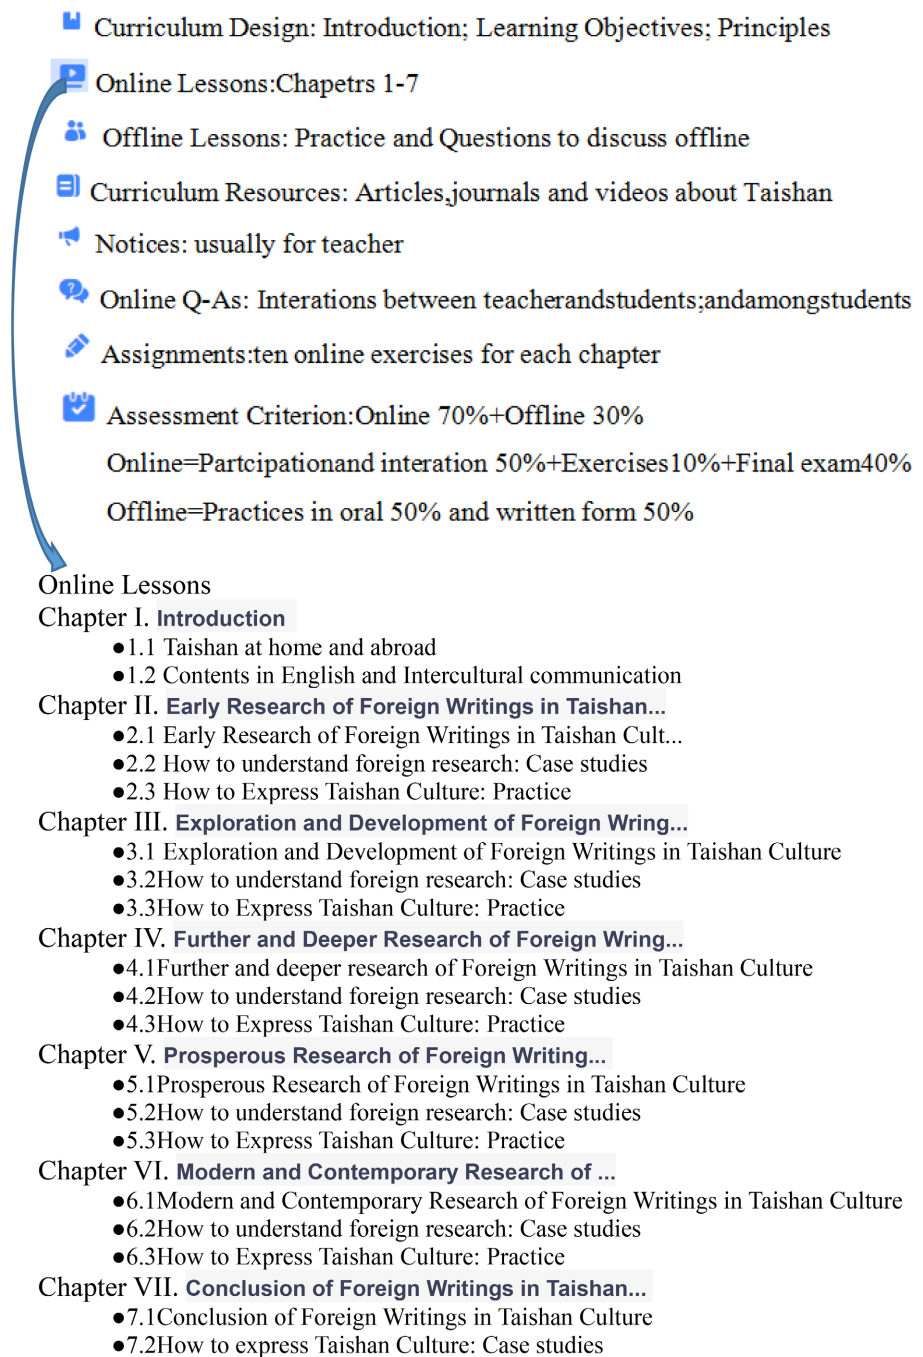 Curriculum Design: Introduction; Learning Objectives; Principles
Online Lessons:Chapetrs 1-7
Offline Lessons: Practice and Questions to discuss offline
Curriculum Resources: Articles,journals and videos about Taishan
Notices: usually for teacher
Online Q-As: Interations between teacherandstudents;andamongstudents
Assignments:ten online exercises for each chapter
Assessment Criterion:Online 70%+Offline 30%
Online=Partcipationand interation 50%+Exercises10%+Final exam40%
Offline=Practices in oral 50% and written form 50%
Online Lessons
Chapter I. Introduction
●1.1 Taishan at home and abroad
●1.2 Contents in English and Intercultural communication
Chapter II. Early Research of Foreign Writings in Taishan...
●2.1 Early Research of Foreign Writings in Taishan Cult...
●2.2 How to understand foreign research: Case studies
●2.3 How to Express Taishan Culture: Practice
Chapter III. Exploration and Development of Foreign Wring...
●3.1 Exploration and Development of Foreign Writings in Taishan Culture
●3.2How to understand foreign research: Case studies
●3.3How to Express Taishan Culture: Practice
Chapter IV. Further and Deeper Research of Foreign Wring...
●4.1Further and deeper research of Foreign Writings in Taishan Culture
●4.2How to understand foreign research: Case studies
●4.3How to Express Taishan Culture: Practice
Chapter V. Prosperous Research of Foreign Writing...
●5.1Prosperous Research of Foreign Writings in Taishan Culture
●5.2How to understand foreign research: Case studies
●5.3How to Express Taishan Culture: Practice
Chapter VI. Modern and Contemporary Research of ...
●6.1Modern and Contemporary Research of Foreign Writings in Taishan Culture
●6.2How to understand foreign research: Case studies
●6.3How to Express Taishan Culture: Practice
Chapter VII. Conclusion of Foreign Writings in Taishan...
●7.1Conclusion of Foreign Writings in Taishan Culture
●7.2How to express Taishan Culture: Case studies